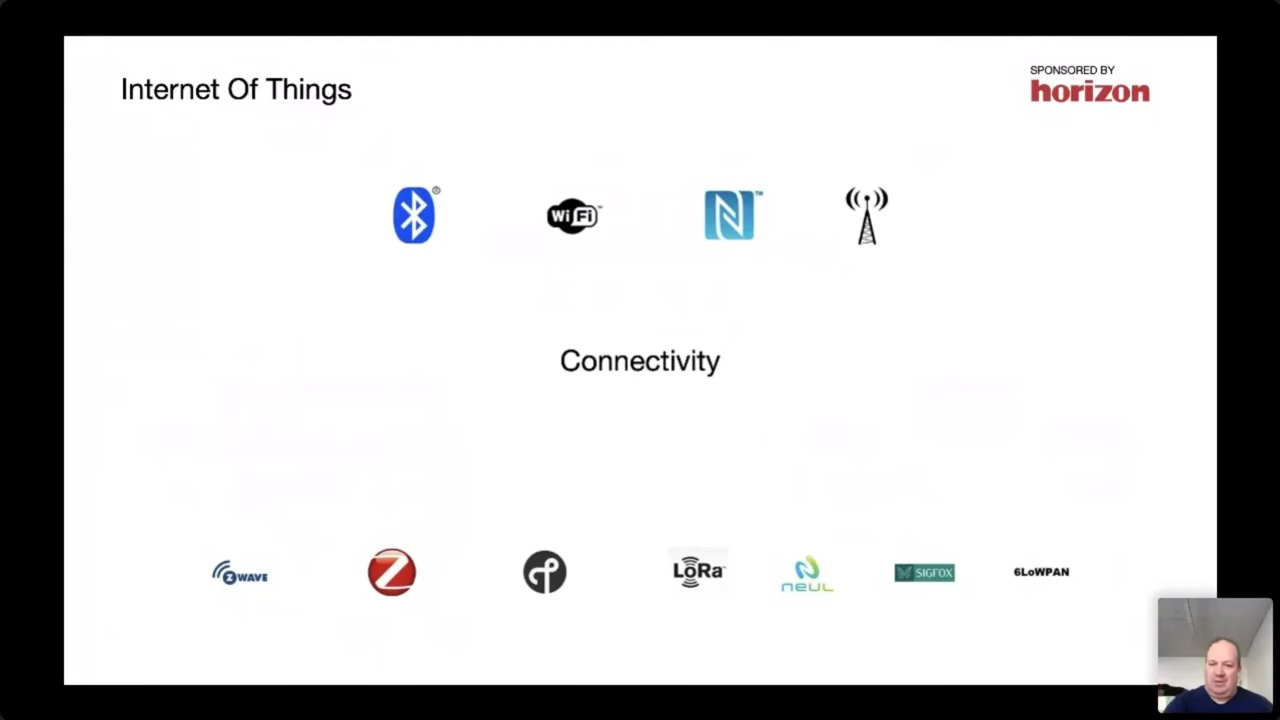 Internet Of Things
SPONSORED BY
horizon
WiFi
Connectivity
Z WAVE
LoRa
neul
SIGFOX
6LoWPAN